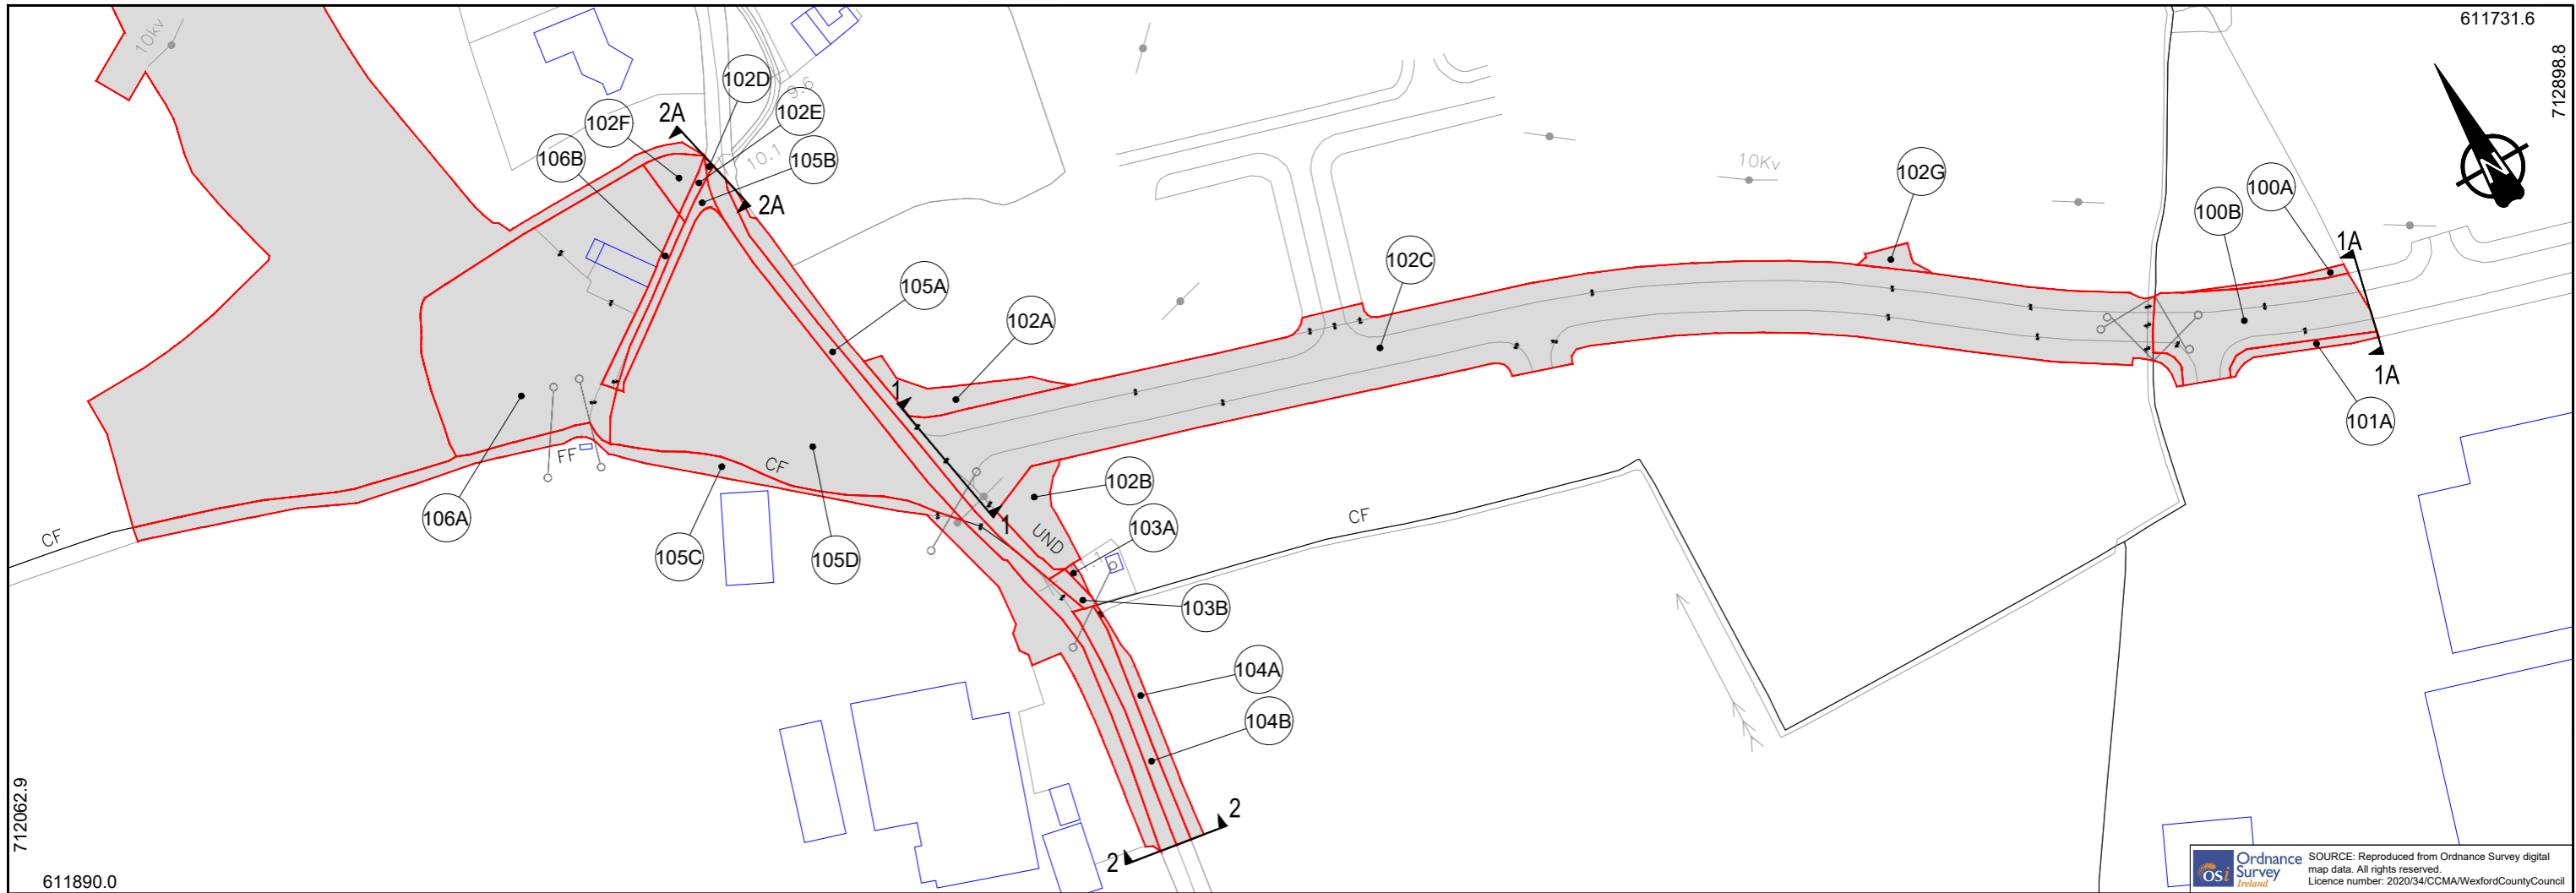 611731.6
712898.8
10kv
102D
9.6
102E
2A
102F
10.1
106B
105B
2A
10Kv
102G
100A
100B
1A
102C
105A
102A
1
1A
101A
FF
CF
102B
1
106A
UND
CF
103A
CF
105C
105D
103B
104A
104B
2
2
712062.9
611890.0
N
OSi
Ordnance
Survey
Ireland
SOURCE: Reproduced from Ordnance Survey digital
map data. All rights reserved.
Licence number: 2020/34/CCMA/WexfordCountyCouncil